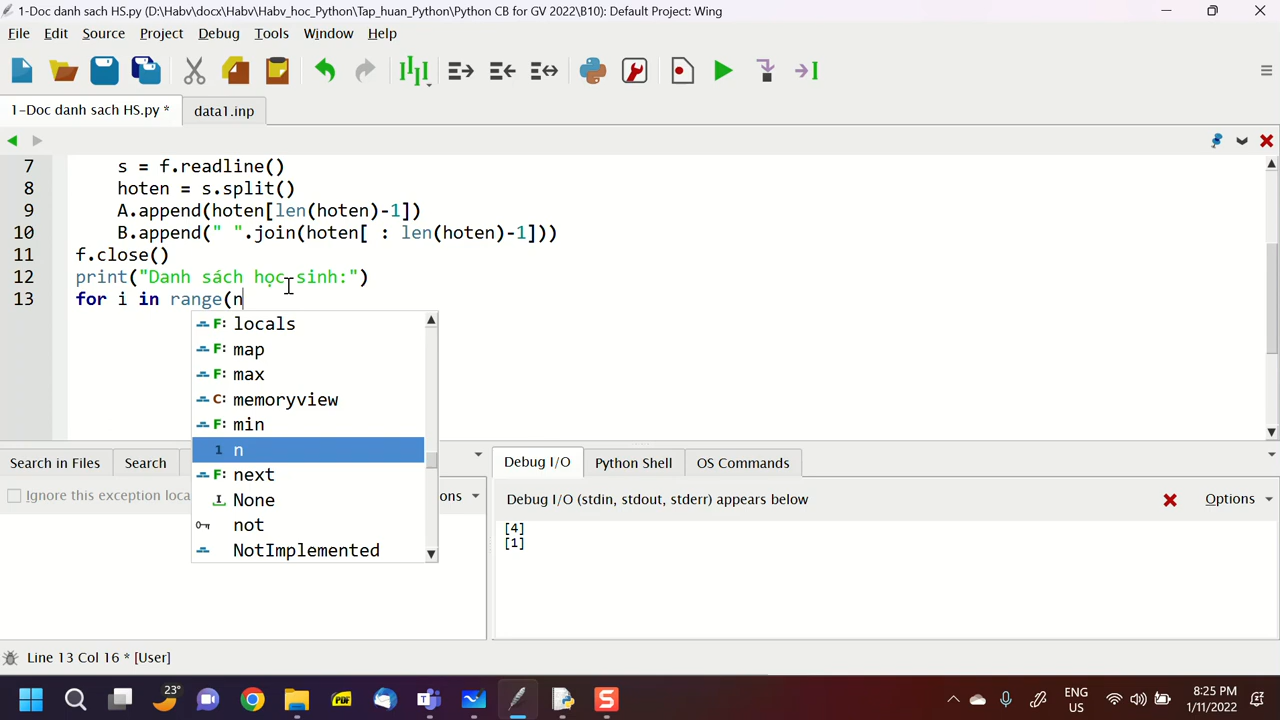 1-Doc danh sach HS.py (D:\Habv\docx\Habv\Habv_hoc_Python\Tap_huan_Python\Python CB for GV 2022\B10): Default Project: Wing
File Edit Source Project Debug Tools Window Help
1-Doc danh sach HS.py * data1.inp
7 s = f.readline()
8 hoten = s.split()
9 A.append(hoten[len(hoten)-1])
10 B.append(" ".join(hoten[ : len(hoten)-1]))
11 f.close()
12 print("Danh sách học sinh:")
13 for i in range(n
F: locals
F: map
F: max
C: memoryview
F: min
1 n
F: next
I None
not
NotImplemented
Search in Files Search
Ignore this exception loca
ons
Debug I/O Python Shell OS Commands
Debug I/O (stdin, stdout, stderr) appears below Options
[4]
[1]
Line 13 Col 16 * [User]
23°
PDF
S
ENG
US
8:25 PM
1/11/2022